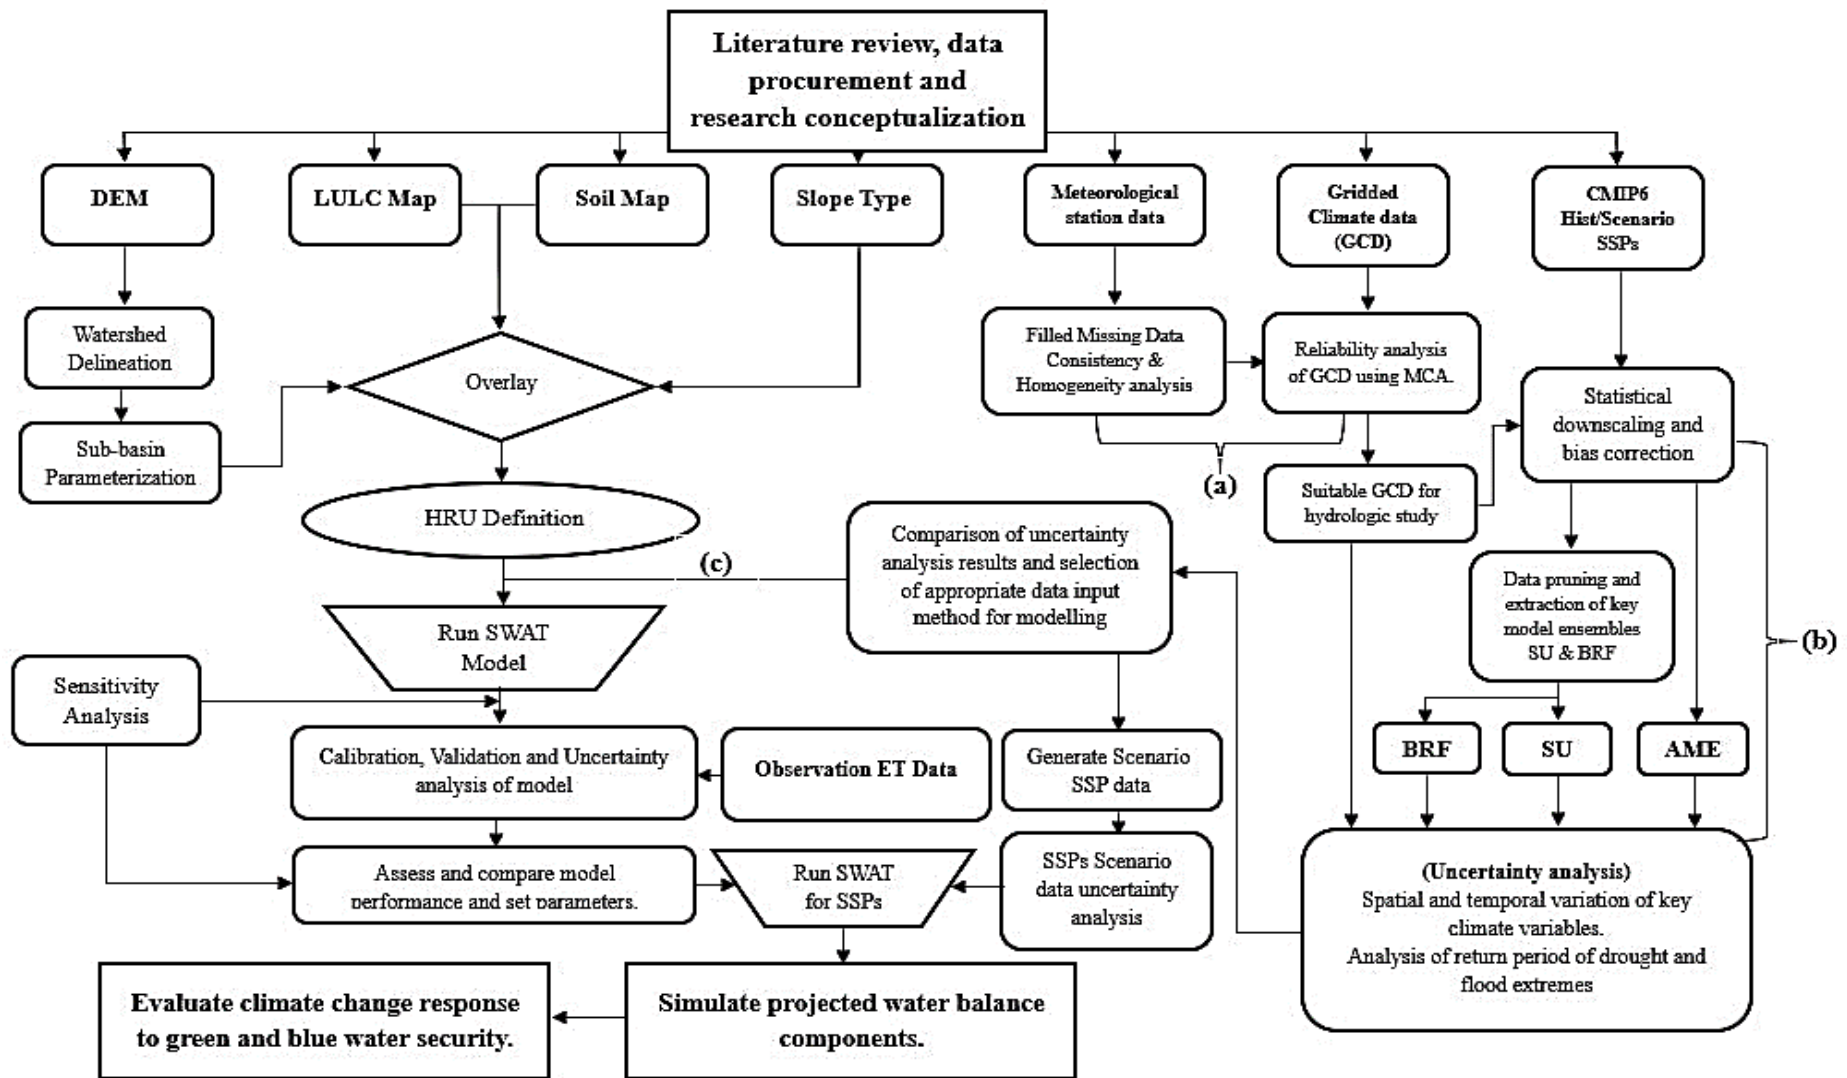 Literature review, data
procurement and
research conceptualization
DEM
LULC Map
Soil Map
Slope Type
Meteorological
station data
Gridded
Climate data
(GCD)
CMIP6
Hist/Scenario
SSPs
Watershed
Delineation
Overlay
Filled Missing Data
Consistency &
Homogeneity analysis
Reliability analysis
of GCD using MCA.
Statistical
downscaling and
bias correction
Sub-basin
Parameterization
(a)
Suitable GCD for
hydrologic study
HRU Definition
(c)
Comparison of uncertainty
analysis results and selection
of appropriate data input
method for modelling
Data pruning and
extraction of key
model ensembles
SU & BRF
(b)
Run SWAT
Model
Sensitivity
Analysis
BRF
SU
AME
Calibration, Validation and Uncertainty
analysis of model
Observation ET Data
Generate Scenario
SSP data
Assess and compare model
performance and set parameters.
Run SWAT
for SSPs
SSPs Scenario
data uncertainty
analysis
(Uncertainty analysis)
Spatial and temporal variation of key
climate variables.
Analysis of return period of drought and
flood extremes
Evaluate climate change response
to green and blue water security.
Simulate projected water balance
components.